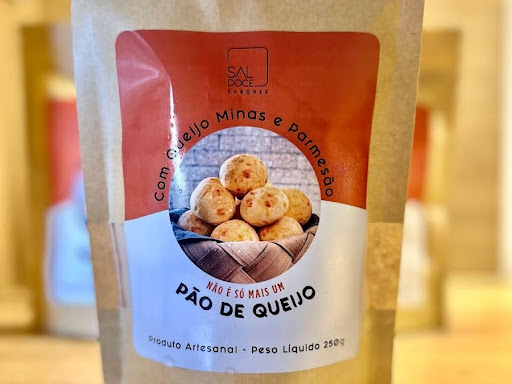 SAL
DOCE
SABORES
Com Queijo Minas e Parmesão
NÃO É SÓ MAIS UM
PÃO DE QUEIJO
Produto Artesanal - Peso Líquido 250g